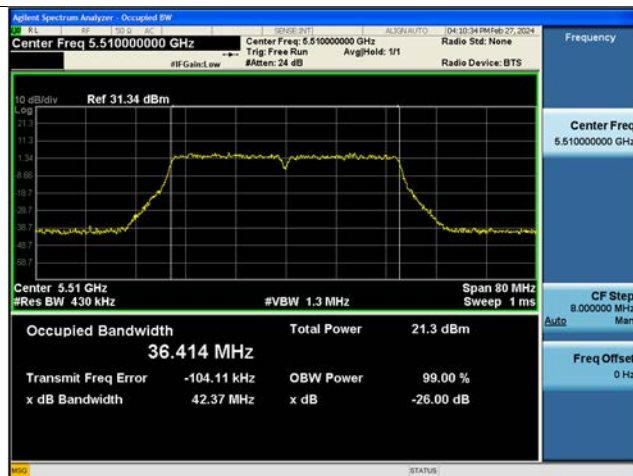 Agilent Spectrum Analyzer - Occupied BW
RL RF 50 Ω AC SENSE:INT ALIGN AUTO 04:10:34 PM Feb 27, 2024
Center Freq 5.510000000 GHz
Center Freq: 5.510000000 GHz
Radio Std: None
Trig: Free Run Avg|Hold: 1/1
#IFGain:Low #Atten: 24 dB Radio Device: BTS
Frequency
10 dB/div Ref 31.34 dBm
Log
21.3
11.3
1.34
-8.66
-18.7
-28.7
-38.7
-48.7
-58.7
Center 5.51 GHz Span 80 MHz
#Res BW 430 kHz #VBW 1.3 MHz Sweep 1 ms
Center Freq
5.510000000 GHz
CF Step
8.000000 MHz
Auto Man
Freq Offset
0 Hz
Occupied Bandwidth Total Power 21.3 dBm
36.414 MHz
Transmit Freq Error -104.11 kHz OBW Power 99.00 %
x dB Bandwidth 42.37 MHz x dB -26.00 dB
MSG STATUS